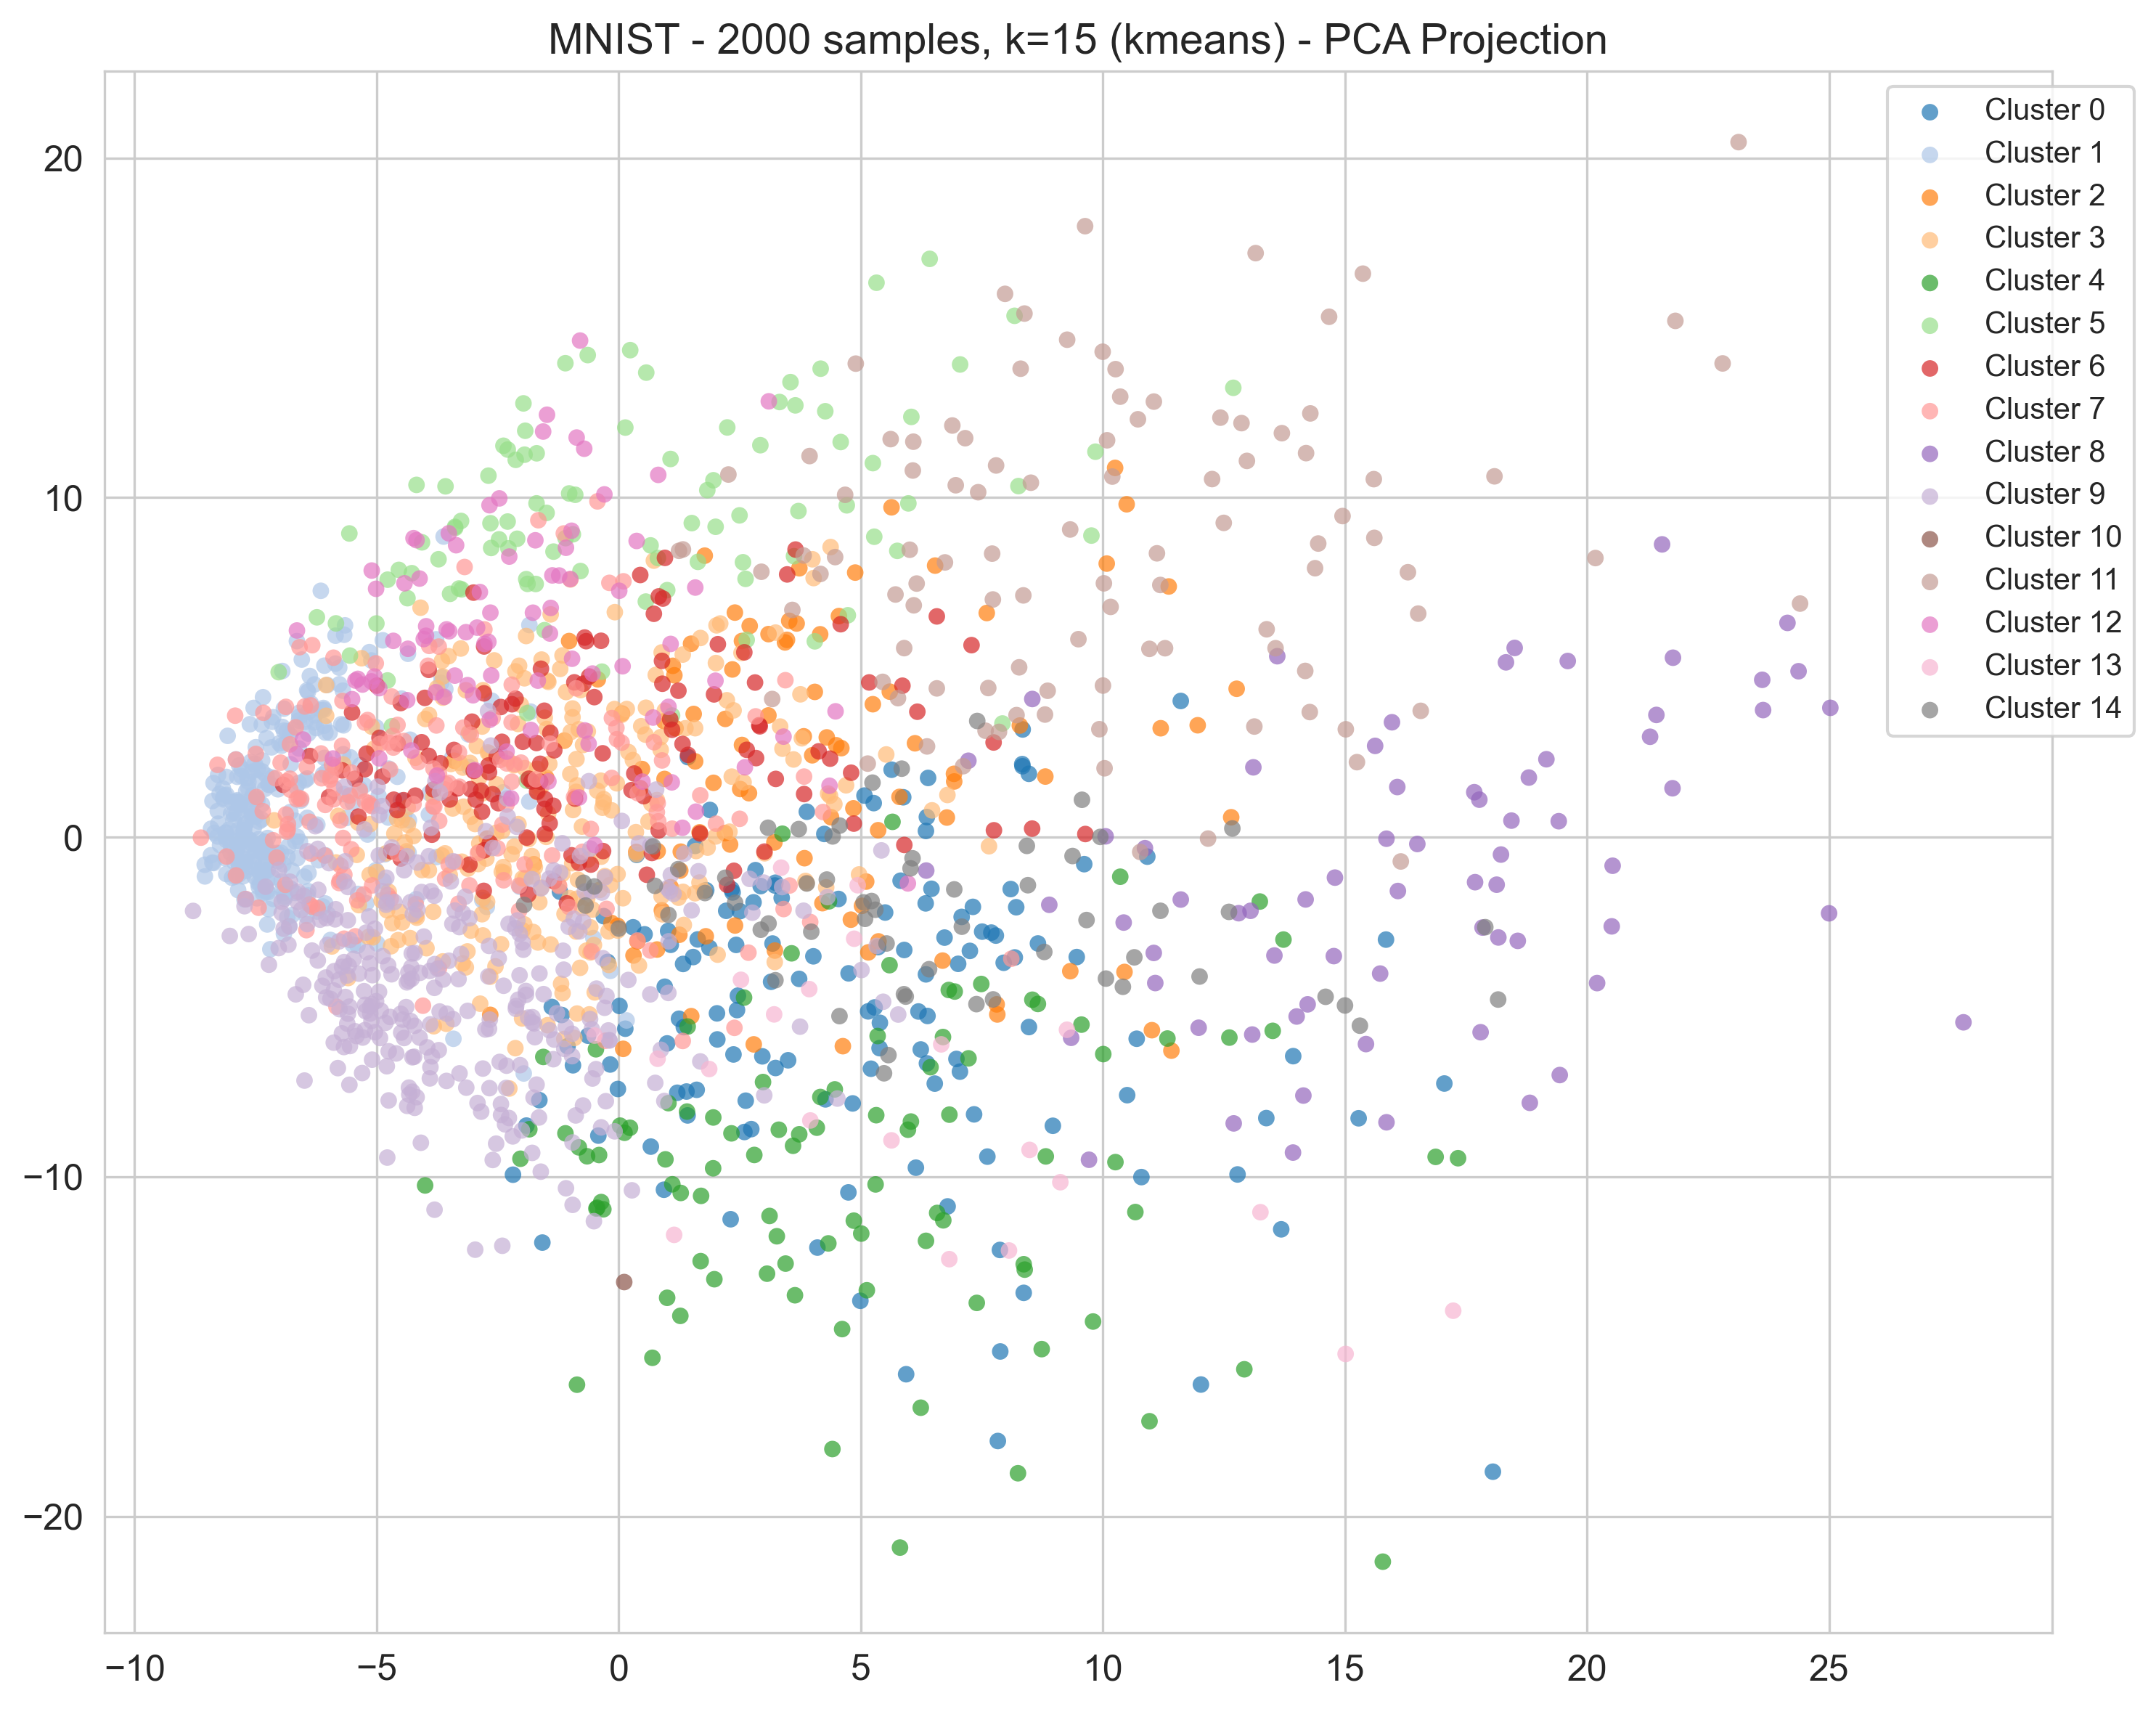 MNIST - 2000 samples, k=15 (kmeans) - PCA Projection
20
10
0
−10
−20
−10
−5
0
5
10
15
20
25
Cluster 0
Cluster 1
Cluster 2
Cluster 3
Cluster 4
Cluster 5
Cluster 6
Cluster 7
Cluster 8
Cluster 9
Cluster 10
Cluster 11
Cluster 12
Cluster 13
Cluster 14